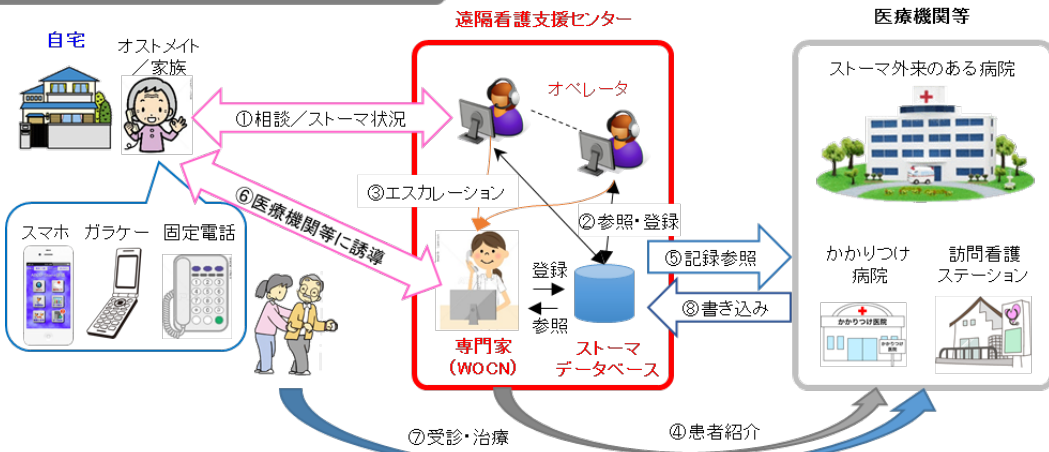 遠隔看護支援センター
医療機関等
自宅
オストメイト
／家族
ストーマ外来のある病院
オペレータ
①相談／ストーマ状況
③エスカレーション
②参照・登録
⑥医療機関等に誘導
スマホ
ガラケー
固定電話
⑤記録参照
かかりつけ
病院
訪問看護
ステーション
登録
参照
⑧書き込み
かかりつけ医院
かかりつけ
医院
専門家
(WOCN)
ストーマ
データベース
⑦受診・治療
④患者紹介